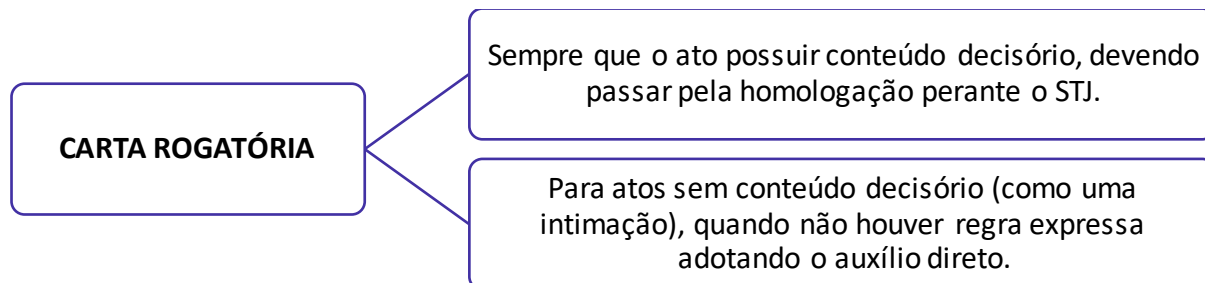 CARTA ROGATÓRIA
Sempre que o ato possuir conteúdo decisório, devendo
passar pela homologação perante o STJ.
Para atos sem conteúdo decisório (como uma
intimação), quando não houver regra expressa
adotando o auxílio direto.